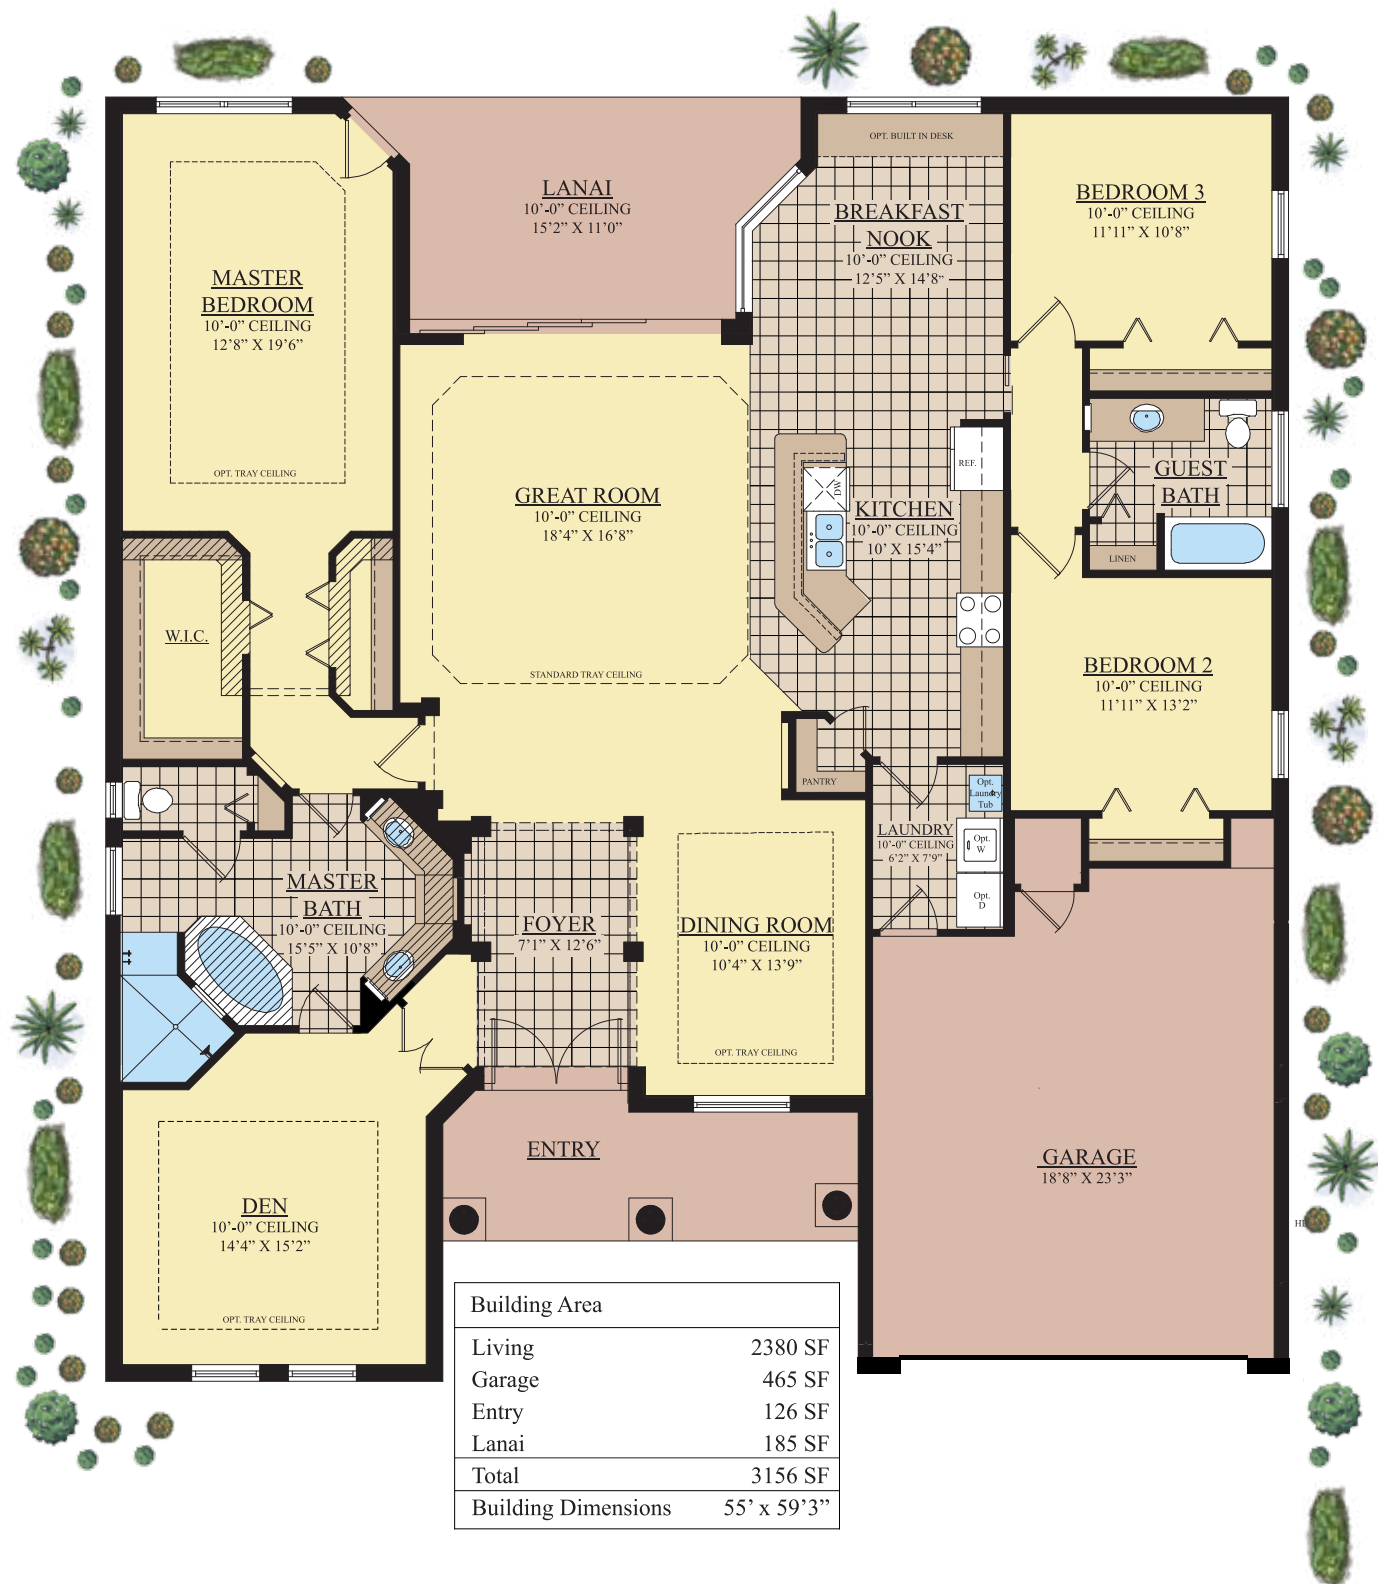 OPT. BUILT IN DESK
LANAI
10’-0” CEILING
15’2” X 11’0”
BREAKFAST
NOOK
10’-0” CEILING
12’5” X 14’8”
BEDROOM 3
10’-0” CEILING
11’11” X 10’8”
MASTER
BEDROOM
10’-0” CEILING
12’8” X 19’6”
OPT. TRAY CEILING
GREAT ROOM
10’-0” CEILING
18’4” X 16’8”
STANDARD TRAY CEILING
REF.
DW
KITCHEN
10’-0” CEILING
10’ X 15’4”
GUEST
BATH
LINEN
W.I.C.
BEDROOM 2
10’-0” CEILING
11’11” X 13’2”
PANTRY
Opt.
Laundry
Tub
LAUNDRY
10’-0” CEILING
6’2” X 7’9”
Opt.
W
Opt.
D
MASTER
BATH
10’-0” CEILING
15’5” X 10’8”
FOYER
7’1” X 12’6”
DINING ROOM
10’-0” CEILING
10’4” X 13’9”
OPT. TRAY CEILING
ENTRY
GARAGE
18’8” X 23’3”
DEN
10’-0” CEILING
14’4” X 15’2”
OPT. TRAY CEILING
Building Area
Living 2380 SF
Garage 465 SF
Entry 126 SF
Lanai 185 SF
Total 3156 SF
Building Dimensions 55’ x 59’3”